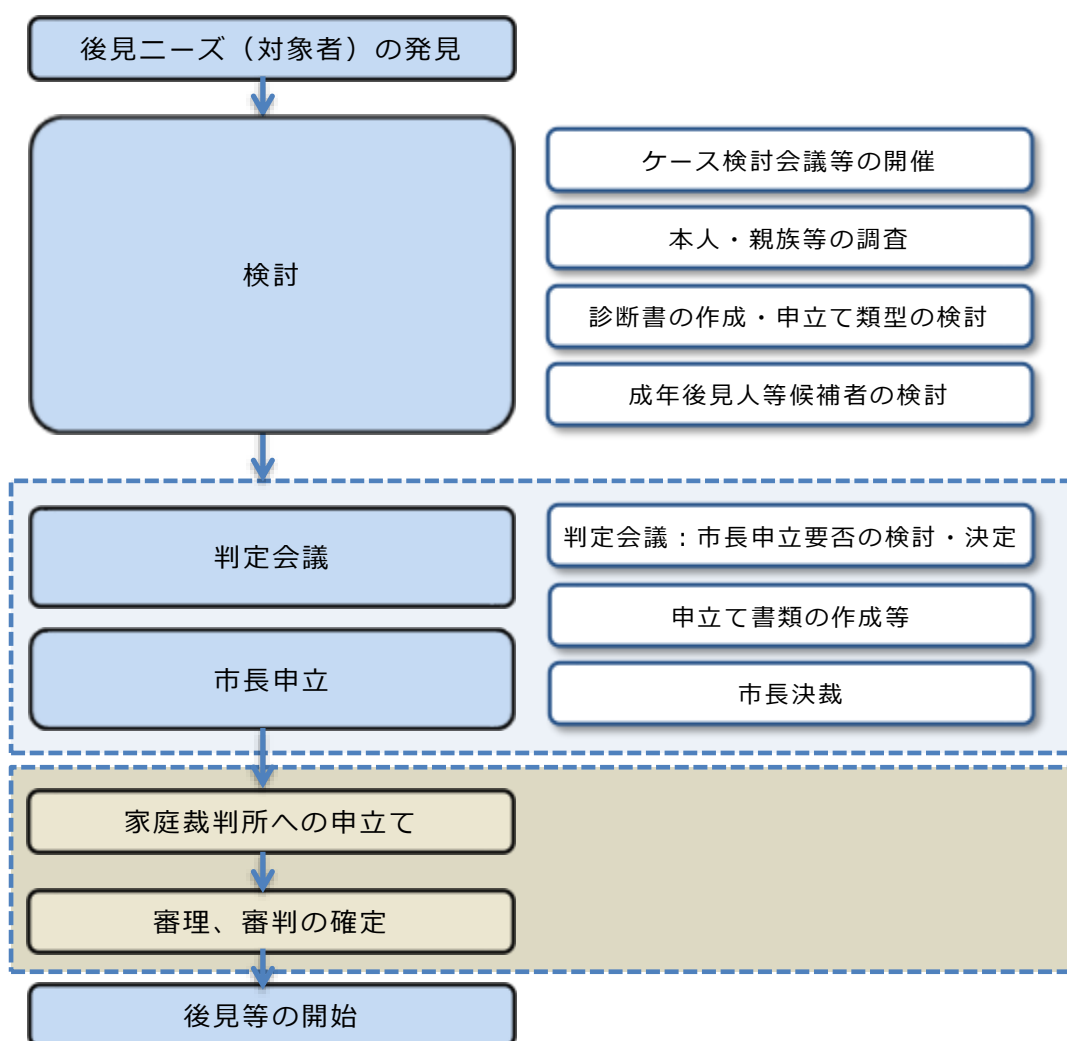 後見ニーズ（対象者）の発見
検討
ケース検討会議等の開催
本人・親族等の調査
診断書の作成・申立て類型の検討
成年後見人等候補者の検討
判定会議
市長申立
判定会議：市長申立要否の検討・決定
申立て書類の作成等
市長決裁
家庭裁判所への申立て
審理、審判の確定
後見等の開始